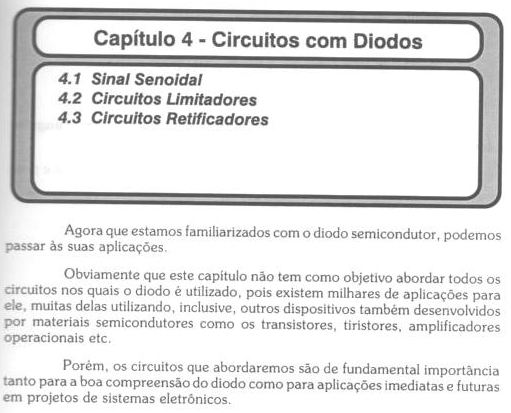 Capítulo 4 - Circuitos com Diodos
4.1 Sinal Senoidal
4.2 Circuitos Limitadores
4.3 Circuitos Retificadores
Agora que estamos familiarizados com o diodo semicondutor, podemos
passar às suas aplicações.
Obviamente que este capítulo não tem como objetivo abordar todos os
circuitos nos quais o diodo é utilizado, pois existem milhares de aplicações para
ele, muitas delas utilizando, inclusive, outros dispositivos também desenvolvidos
por materiais semicondutores como os transistores, tiristores, amplificadores
operacionais etc.
Porém, os circuitos que abordaremos são de fundamental importância
tanto para a boa compreensão do diodo como para aplicações imediatas e futuras
em projetos de sistemas eletrônicos.